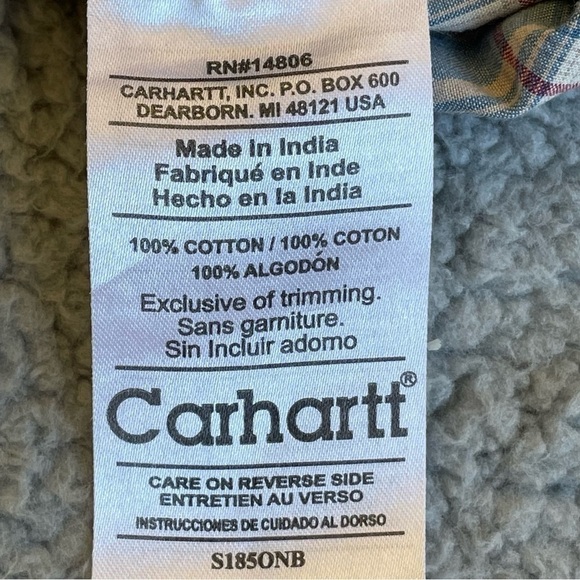 RN#14806
CARHARTT, INC. P.O. BOX 600
DEARBORN. MI 48121 USA
Made in India
Fabriqué en Inde
Hecho en la India
100% COTTON / 100% COTON
100% ALGODÓN
Exclusive of trimming.
Sans garniture.
Sin Incluir adorno
Carhartt®
CARE ON REVERSE SIDE
ENTRETIEN AU VERSO
INSTRUCCIONES DE CUIDADO AL DORSO
S185ONB